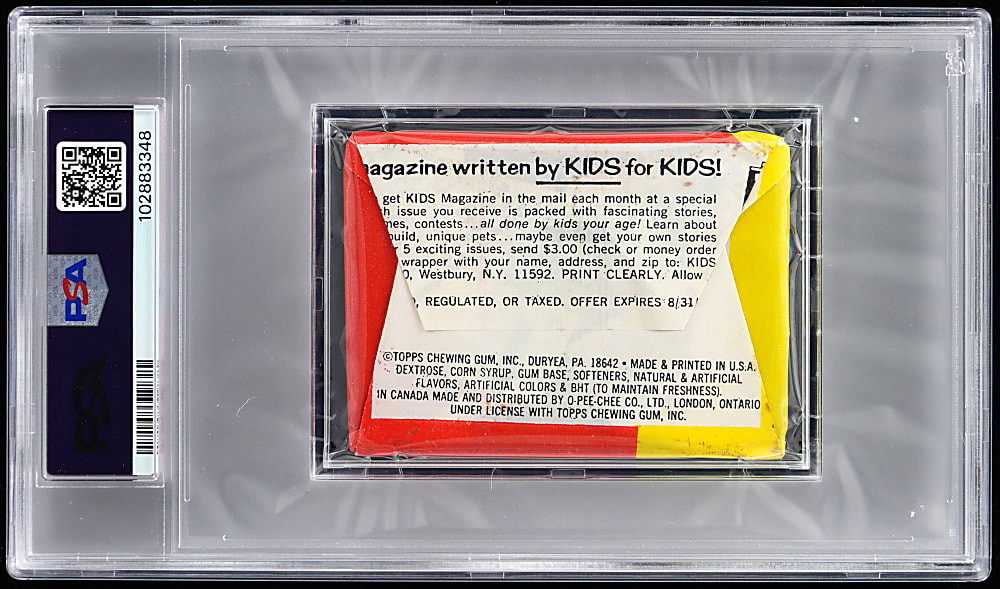 102883348
PSA
PSA
magazine written by KIDS for KIDS!
get KIDS Magazine in the mail each month at a special
h issue you receive is packed with fascinating stories,
mes, contests...all done by kids your age! Learn about
build, unique pets...maybe even get your own stories
5 exciting issues, send $3.00 (check or money order
wrapper with your name, address, and zip to: KIDS
0, Westbury, N.Y. 11592. PRINT CLEARLY. Allow
, REGULATED, OR TAXED. OFFER EXPIRES 8/31/
©TOPPS CHEWING GUM, INC., DURYEA, PA. 18642 • MADE & PRINTED IN U.S.A.
DEXTROSE, CORN SYRUP, GUM BASE, SOFTENERS, NATURAL & ARTIFICIAL
FLAVORS, ARTIFICIAL COLORS & BHT (TO MAINTAIN FRESHNESS).
IN CANADA MADE AND DISTRIBUTED BY O-PEE-CHEE CO., LTD., LONDON, ONTARIO
UNDER LICENSE WITH TOPPS CHEWING GUM, INC.